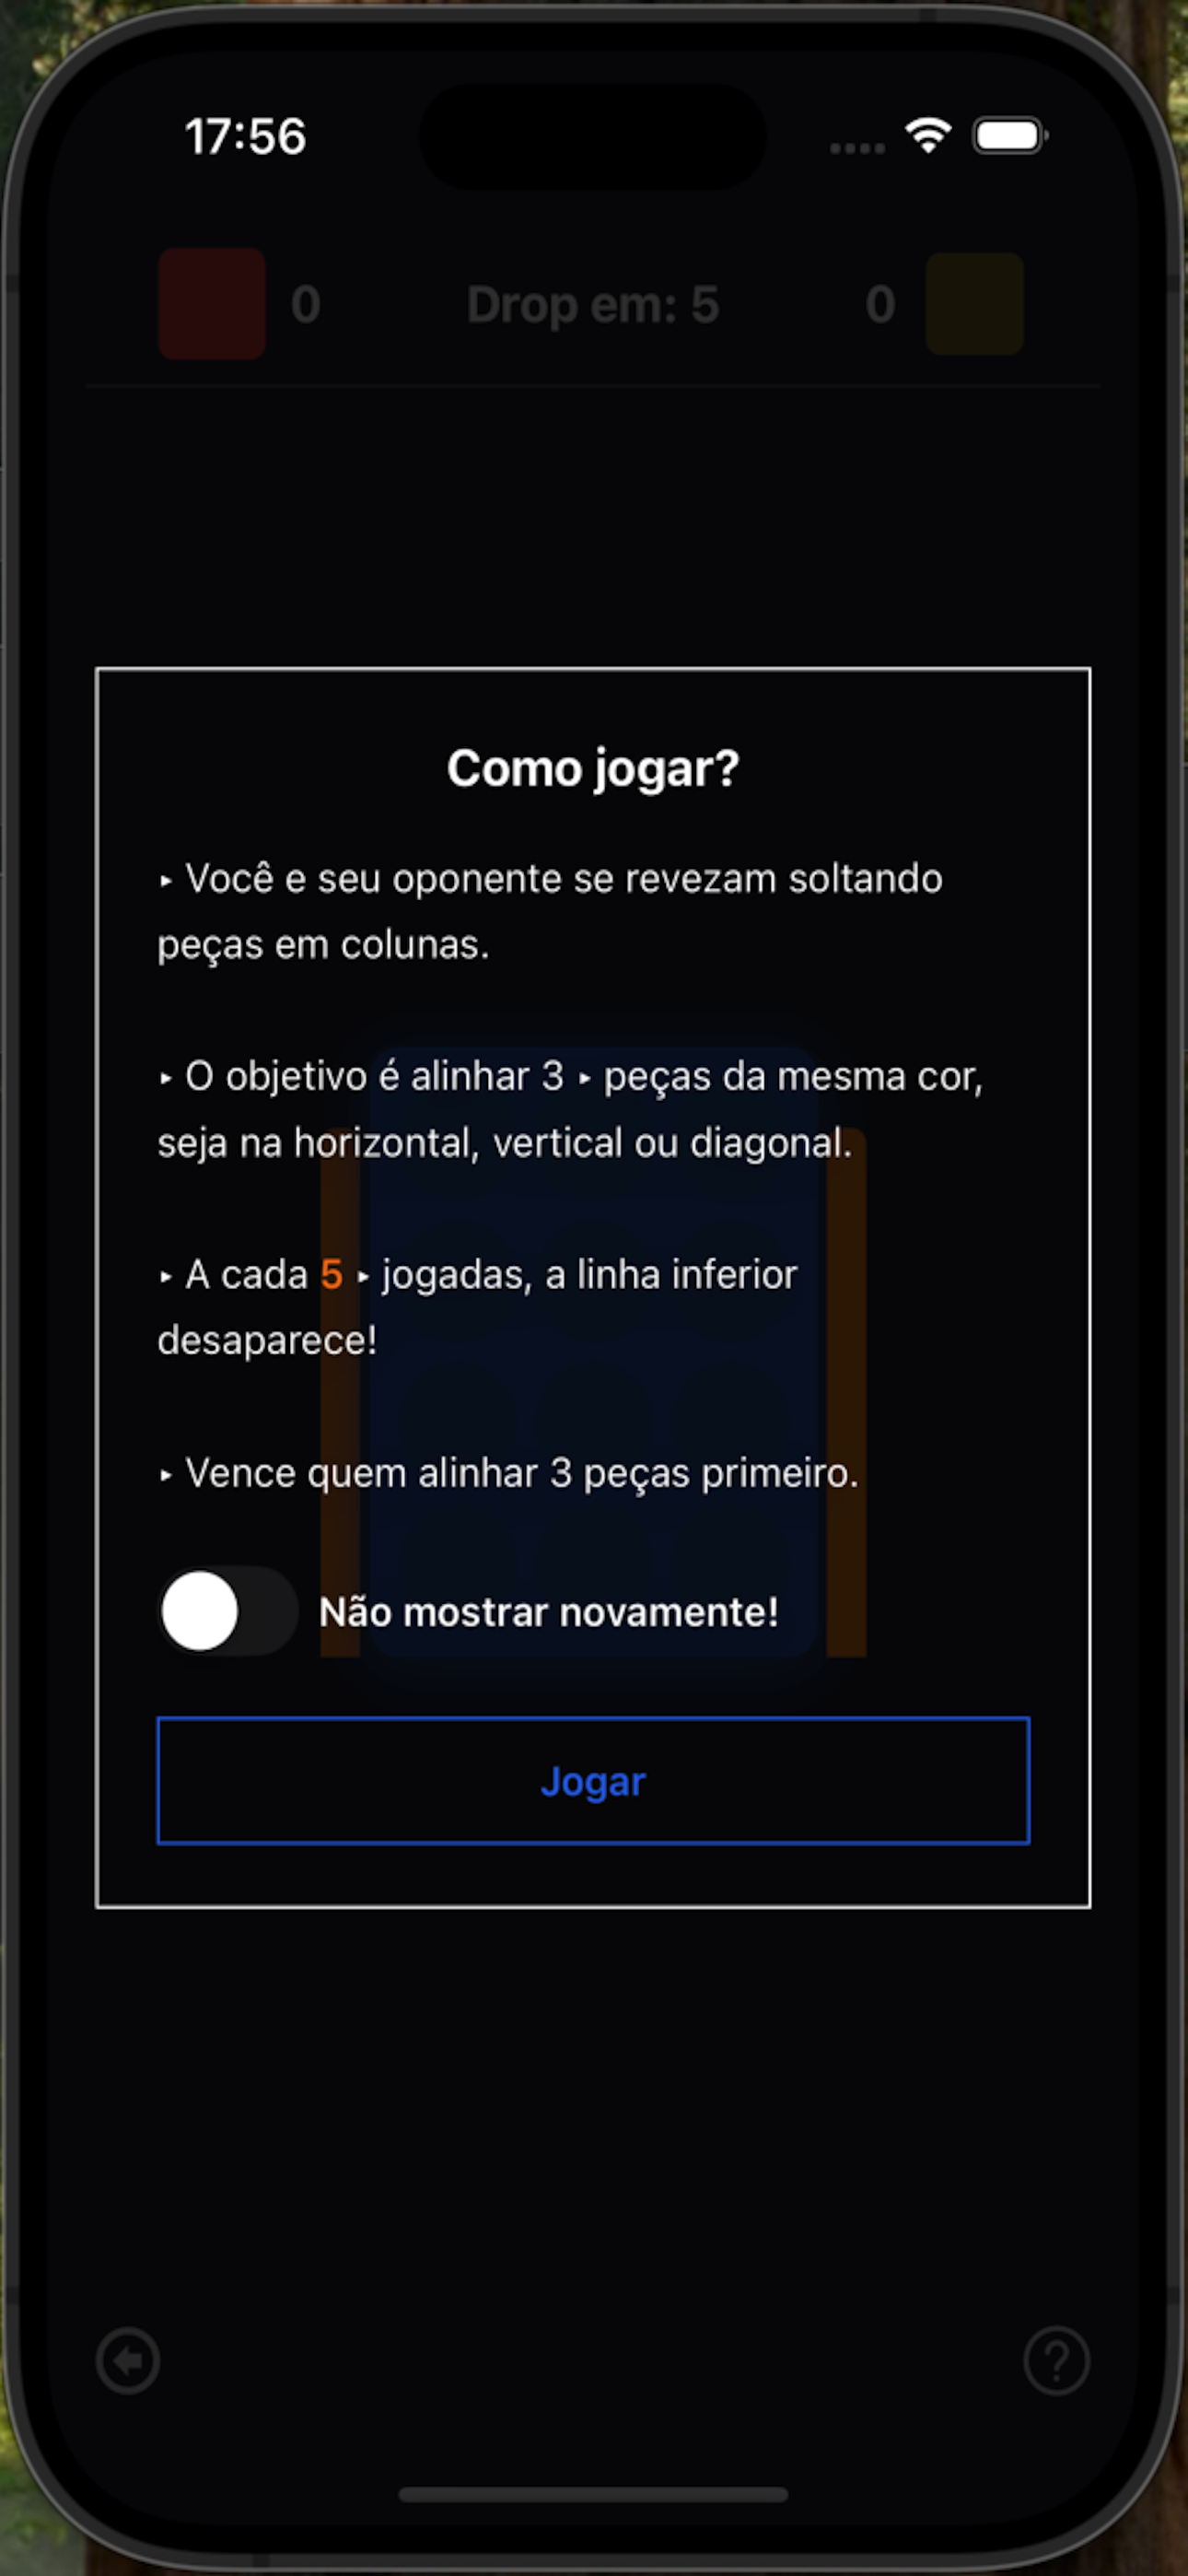 17:56
0 Drop em: 5 0
Como jogar?
‣ Você e seu oponente se revezam soltando
peças em colunas.
‣ O objetivo é alinhar 3 ‣ peças da mesma cor,
seja na horizontal, vertical ou diagonal.
‣ A cada 5 ‣ jogadas, a linha inferior
desaparece!
‣ Vence quem alinhar 3 peças primeiro.
Não mostrar novamente!
Jogar
?